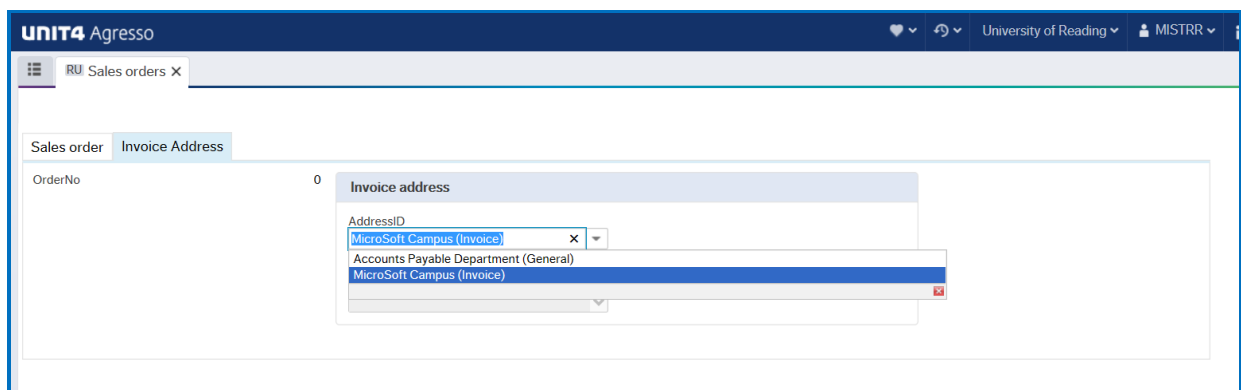 UNIT4 Agresso
University of Reading
MISTRR
RU Sales orders
Sales order Invoice Address
OrderNo 0
Invoice address
AddressID
MicroSoft Campus (Invoice)
Accounts Payable Department (General)
MicroSoft Campus (Invoice)